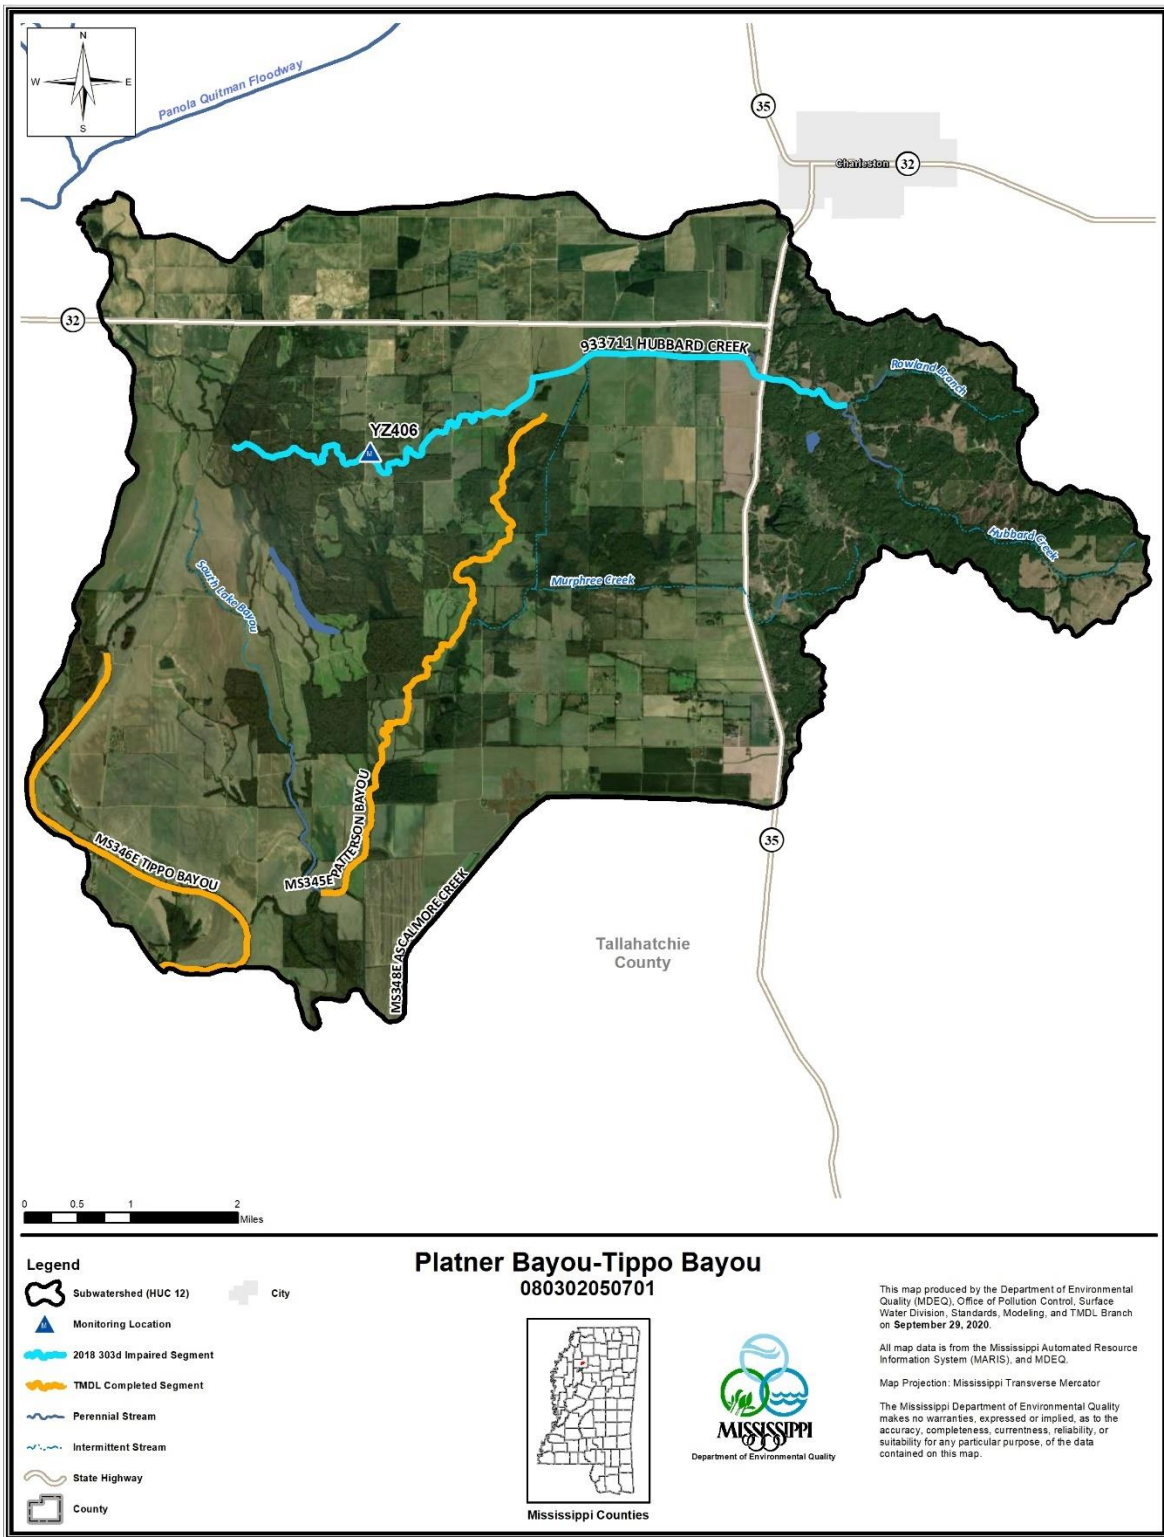 N
W E
S
Panola Quitman Floodway
35
Charleston 32
32
933711 HUBBARD CREEK
Rowland Branch
YZ406
M
Hubbard Creek
South Lake Bayou
Murphree Creek
MS346E TIPPO BAYOU
MS345E PATTERSON BAYOU
MS348E ASCALMORE CREEK
35
Tallahatchie
County
0 0.5 1 2
Miles
Legend
Subwatershed (HUC 12)
City
M
Monitoring Location
2018 303d Impaired Segment
TMDL Completed Segment
Perennial Stream
Intermittent Stream
State Highway
County
Platner Bayou-Tippo Bayou
080302050701
Mississippi Counties
MISSISSIPPI
Department of Environmental Quality
This map produced by the Department of Environmental
Quality (MDEQ), Office of Pollution Control, Surface
Water Division, Standards, Modeling, and TMDL Branch
on September 29, 2020.
All map data is from the Mississippi Automated Resource
Information System (MARIS), and MDEQ.
Map Projection: Mississippi Transverse Mercator
The Mississippi Department of Environmental Quality
makes no warranties, expressed or implied, as to the
accuracy, completeness, currentness, reliability, or
suitability for any particular purpose, of the data
contained on this map.